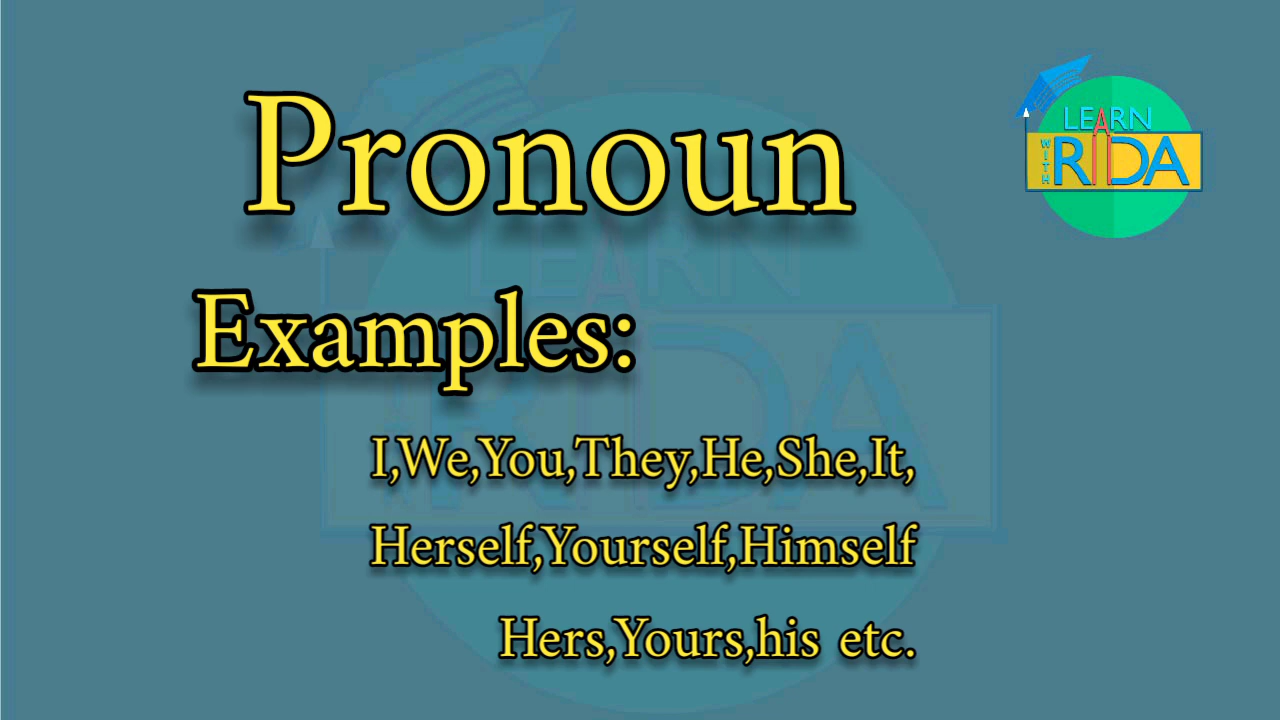 Pronoun
LEARN
WITH
RIDA
Examples:
I,We,You,They,He,She,It,
Herself,Yourself,Himself
Hers,Yours,his etc.